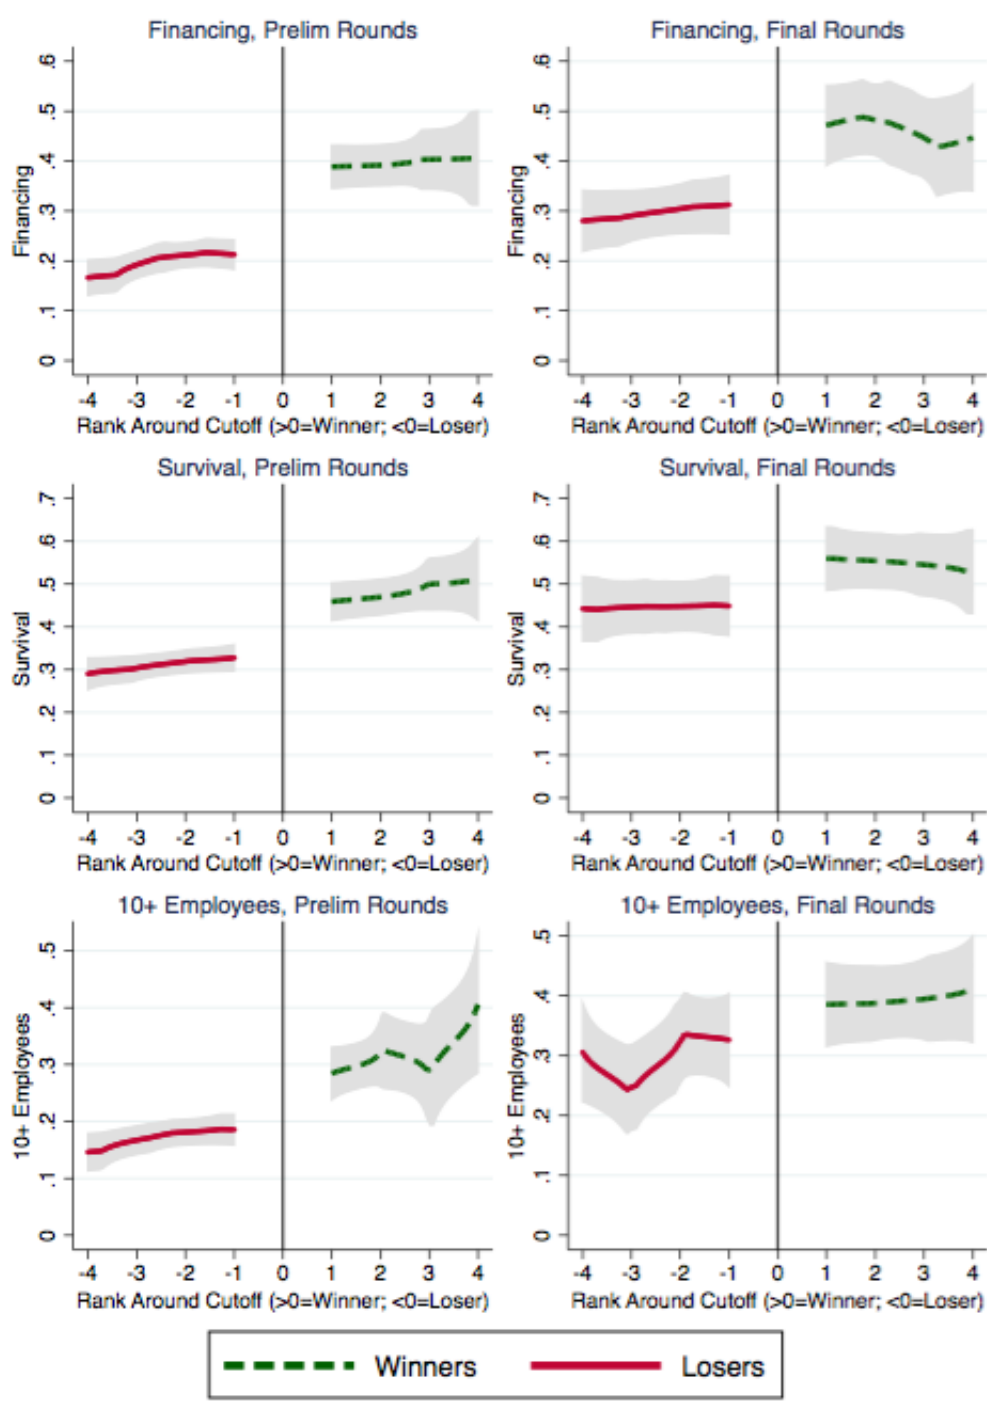 Financing, Prelim Rounds
Financing
.6
.5
.4
.3
.2
.1
0
-4 -3 -2 -1 0 1 2 3 4
Rank Around Cutoff (>0=Winner; <0=Loser)
Financing, Final Rounds
Financing
.6
.5
.4
.3
.2
.1
0
-4 -3 -2 -1 0 1 2 3 4
Rank Around Cutoff (>0=Winner; <0=Loser)
Survival, Prelim Rounds
Survival
.7
.6
.5
.4
.3
.2
.1
0
-4 -3 -2 -1 0 1 2 3 4
Rank Around Cutoff (>0=Winner; <0=Loser)
Survival, Final Rounds
Survival
.7
.6
.5
.4
.3
.2
.1
0
-4 -3 -2 -1 0 1 2 3 4
Rank Around Cutoff (>0=Winner; <0=Loser)
10+ Employees, Prelim Rounds
10+ Employees
.5
.4
.3
.2
.1
0
-4 -3 -2 -1 0 1 2 3 4
Rank Around Cutoff (>0=Winner; <0=Loser)
10+ Employees, Final Rounds
10+ Employees
.5
.4
.3
.2
.1
0
-4 -3 -2 -1 0 1 2 3 4
Rank Around Cutoff (>0=Winner; <0=Loser)
Winners Losers